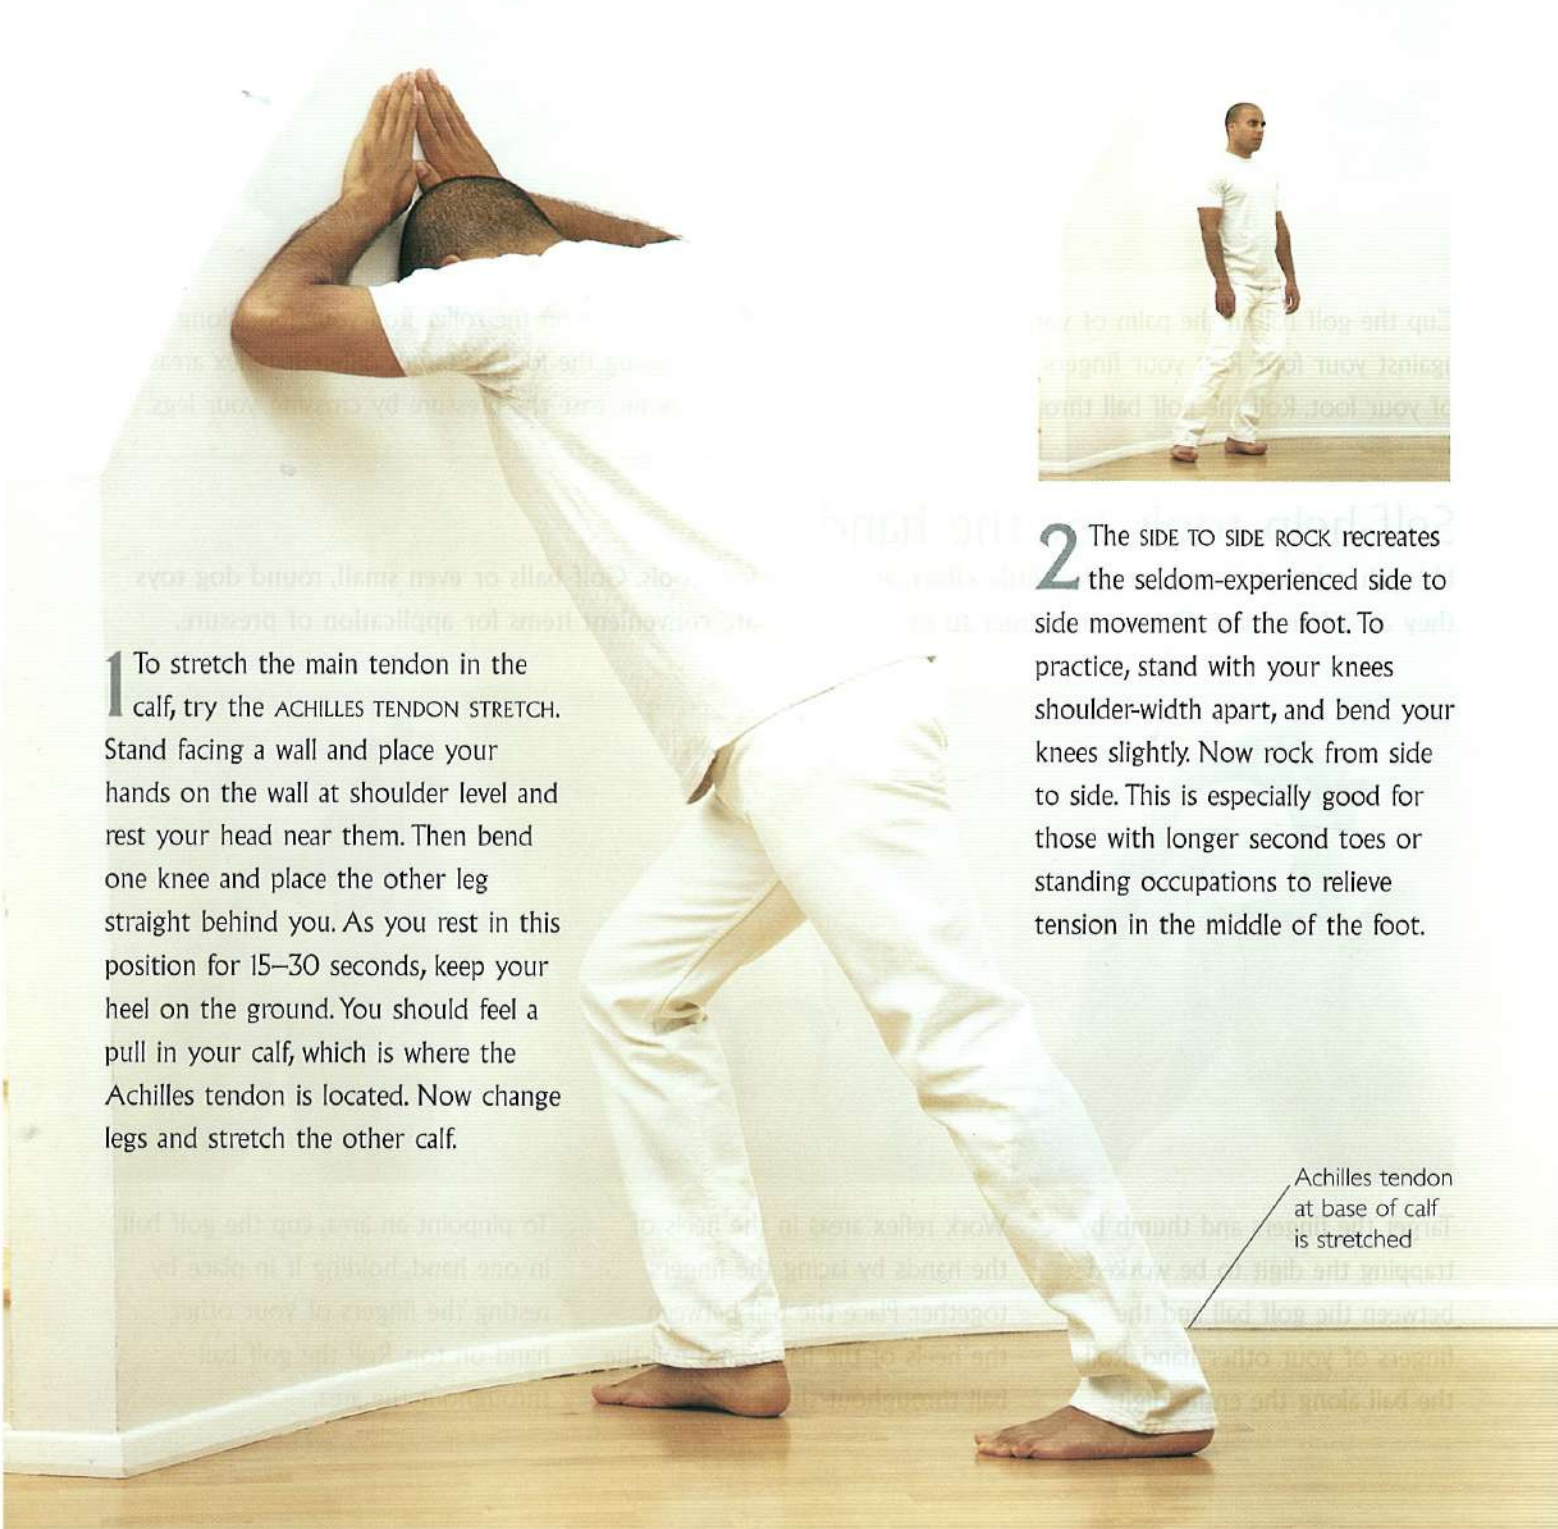 1 To stretch the main tendon in the
calf, try the ACHILLES TENDON STRETCH.
Stand facing a wall and place your
hands on the wall at shoulder level and
rest your head near them. Then bend
one knee and place the other leg
straight behind you. As you rest in this
position for 15–30 seconds, keep your
heel on the ground. You should feel a
pull in your calf, which is where the
Achilles tendon is located. Now change
legs and stretch the other calf.
2 The SIDE TO SIDE ROCK recreates
the seldom-experienced side to
side movement of the foot. To
practice, stand with your knees
shoulder-width apart, and bend your
knees slightly. Now rock from side
to side. This is especially good for
those with longer second toes or
standing occupations to relieve
tension in the middle of the foot.
Achilles tendon
at base of calf
is stretched